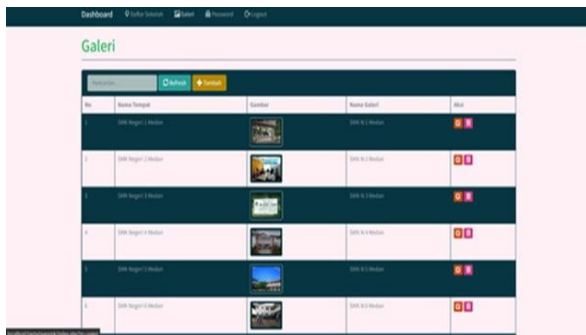 Dashboard Daftar Sekolah Galeri Password Logout
Galeri
Pencarian Refresh Tambah
No Nama Tempat Gambar Nama Galeri Aksi
1 SMK Negeri 1 Medan SMK N 1 Medan
2 SMK Negeri 2 Medan SMK N 2 Medan
3 SMK Negeri 3 Medan SMK N 3 Medan
4 SMK Negeri 4 Medan SMK N 4 Medan
5 SMK Negeri 5 Medan SMK N 5 Medan
6 SMK Negeri 6 Medan SMK N 6 Medan